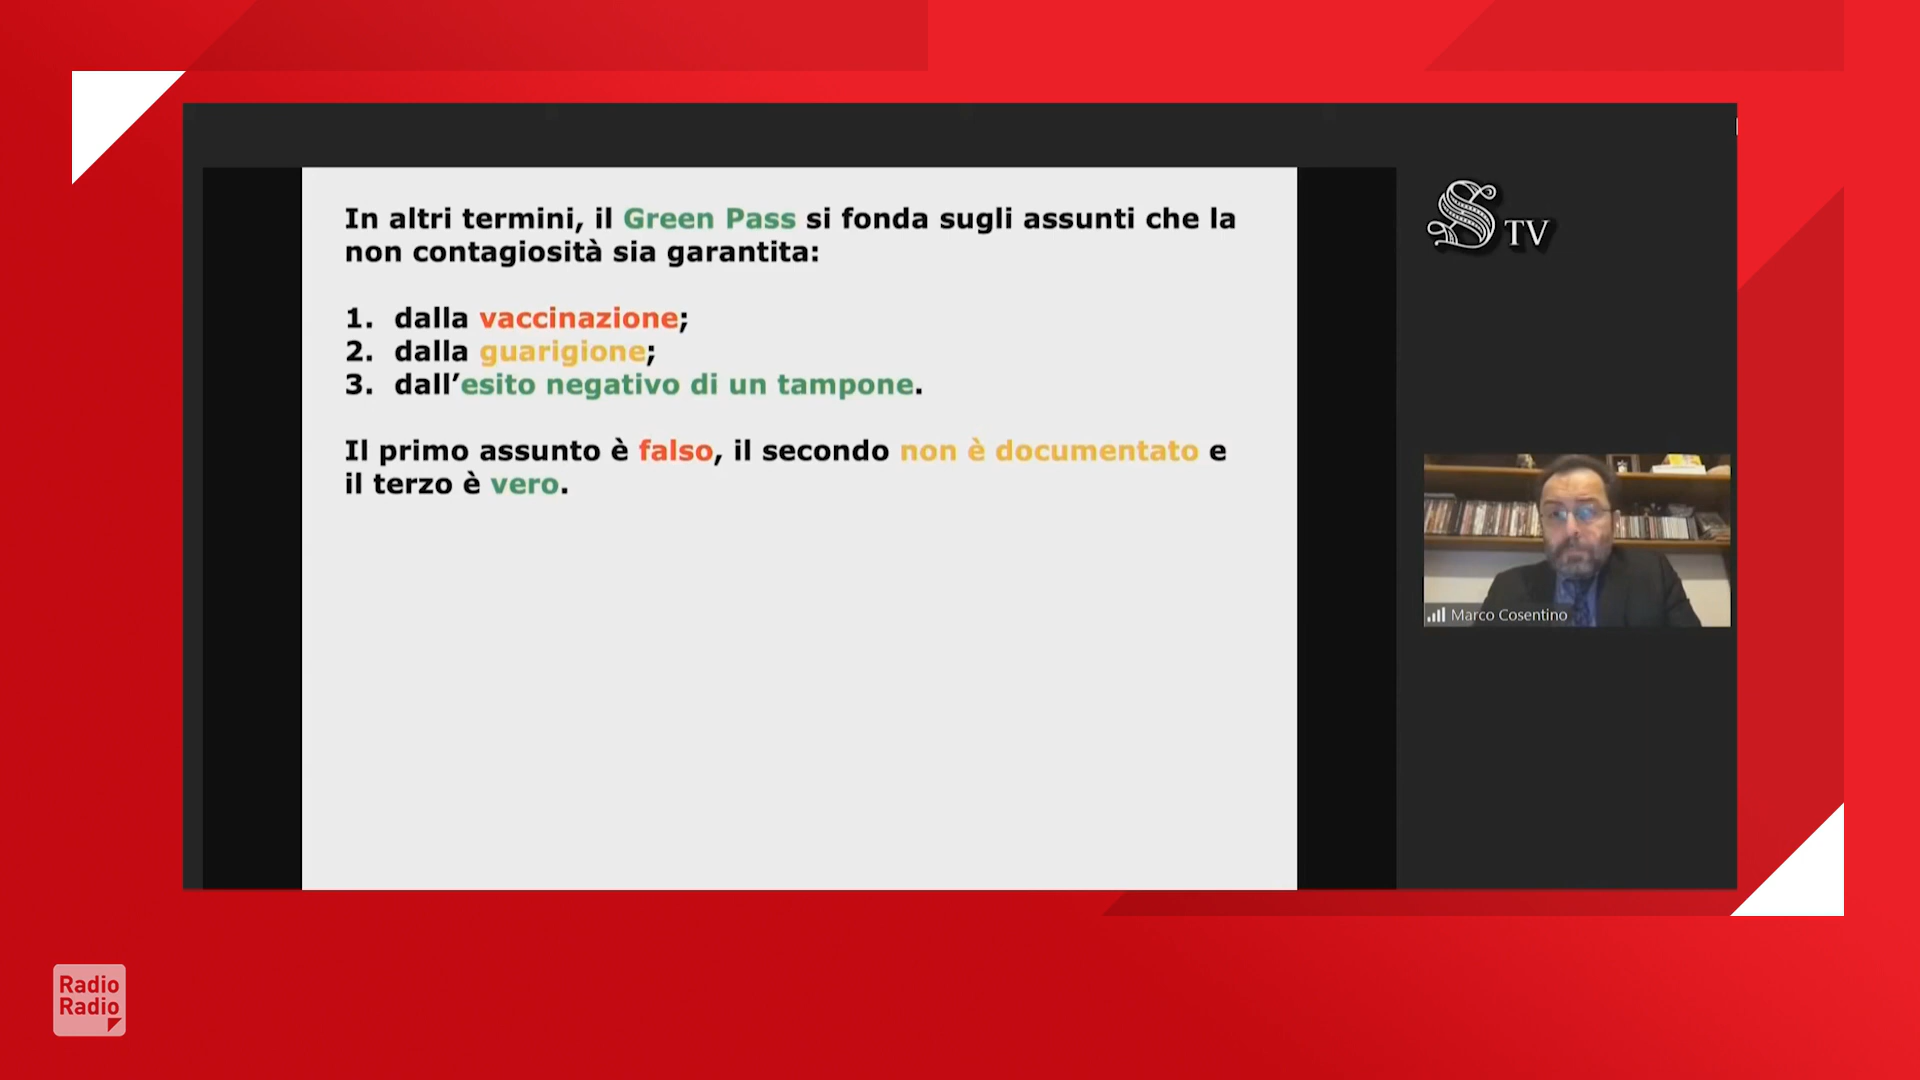 In altri termini, il Green Pass si fonda sugli assunti che la
non contagiosità sia garantita:
1. dalla vaccinazione;
2. dalla guarigione;
3. dall’esito negativo di un tampone.
Il primo assunto è falso, il secondo non è documentato e
il terzo è vero.
S TV
Marco Cosentino
Radio
Radio